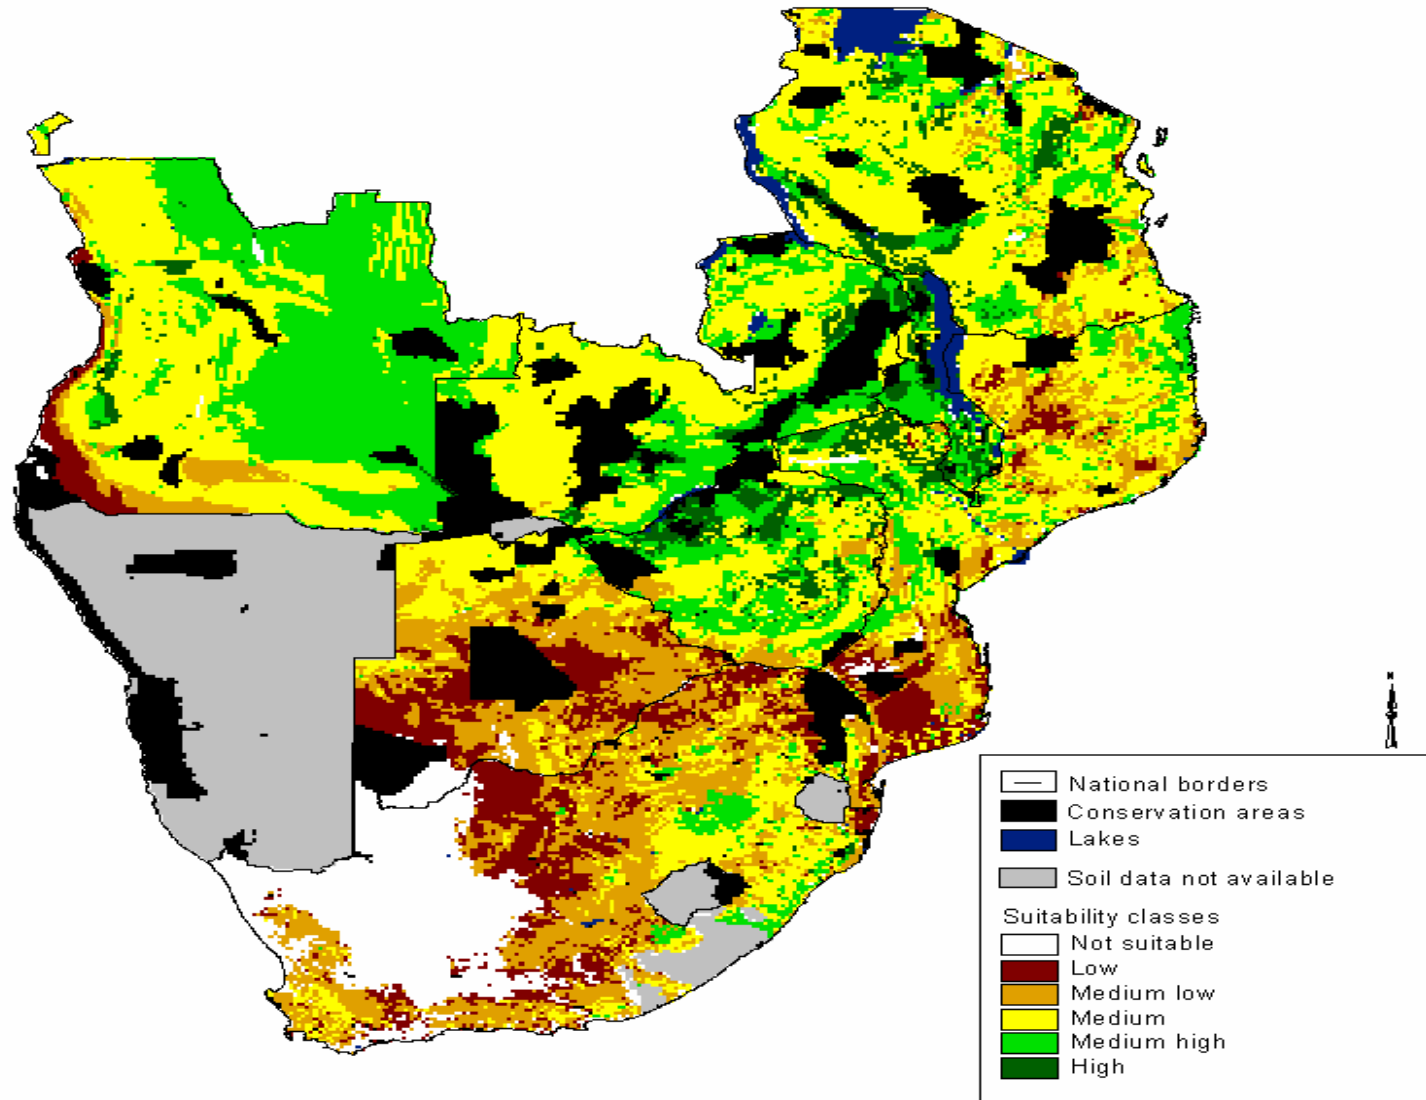 National borders
Conservation areas
Lakes
Soil data not available
Suitability classes
Not suitable
Low
Medium low
Medium
Medium high
High